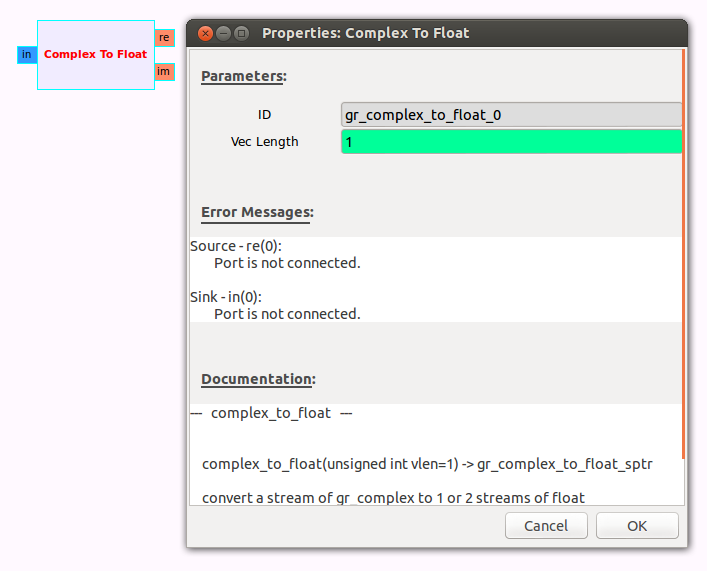 in
Complex To Float
re
im
Properties: Complex To Float
Parameters:
ID
gr_complex_to_float_0
Vec Length
1
Error Messages:
Source - re(0):
Port is not connected.
Sink - in(0):
Port is not connected.
Documentation:
--- complex_to_float ---
complex_to_float(unsigned int vlen=1) -> gr_complex_to_float_sptr
convert a stream of gr_complex to 1 or 2 streams of float
Cancel
OK